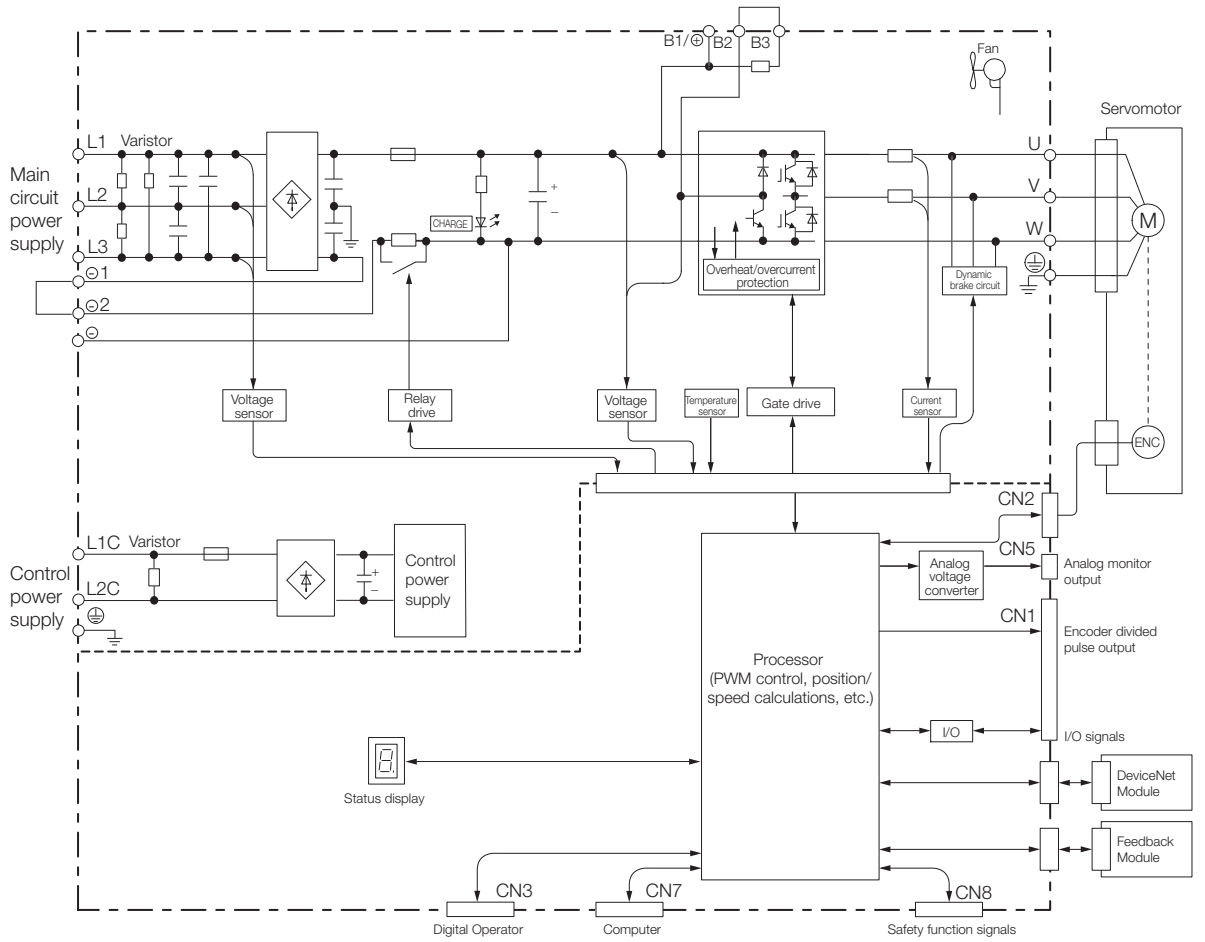 B1/⊕ B2 B3
Fan
Servomotor
L1 Varistor
U
Main
circuit
power
supply
L2
V
CHARGE
+
–
W
M
L3
⊖1
Overheat/overcurrent
protection
Dynamic
brake circuit
⊖2
⊖
Voltage
sensor
Relay
drive
Voltage
sensor
Temperature
sensor
Gate drive
Current
sensor
ENC
CN2
L1C Varistor
CN5
Control
power
supply
L2C
+
–
Control
power
supply
Analog
voltage
converter
Analog monitor
output
CN1
Encoder divided
pulse output
Processor
(PWM control, position/
speed calculations, etc.)
I/O
I/O signals
8.
Status display
DeviceNet
Module
Feedback
Module
CN3
CN7
CN8
Digital Operator
Computer
Safety function signals